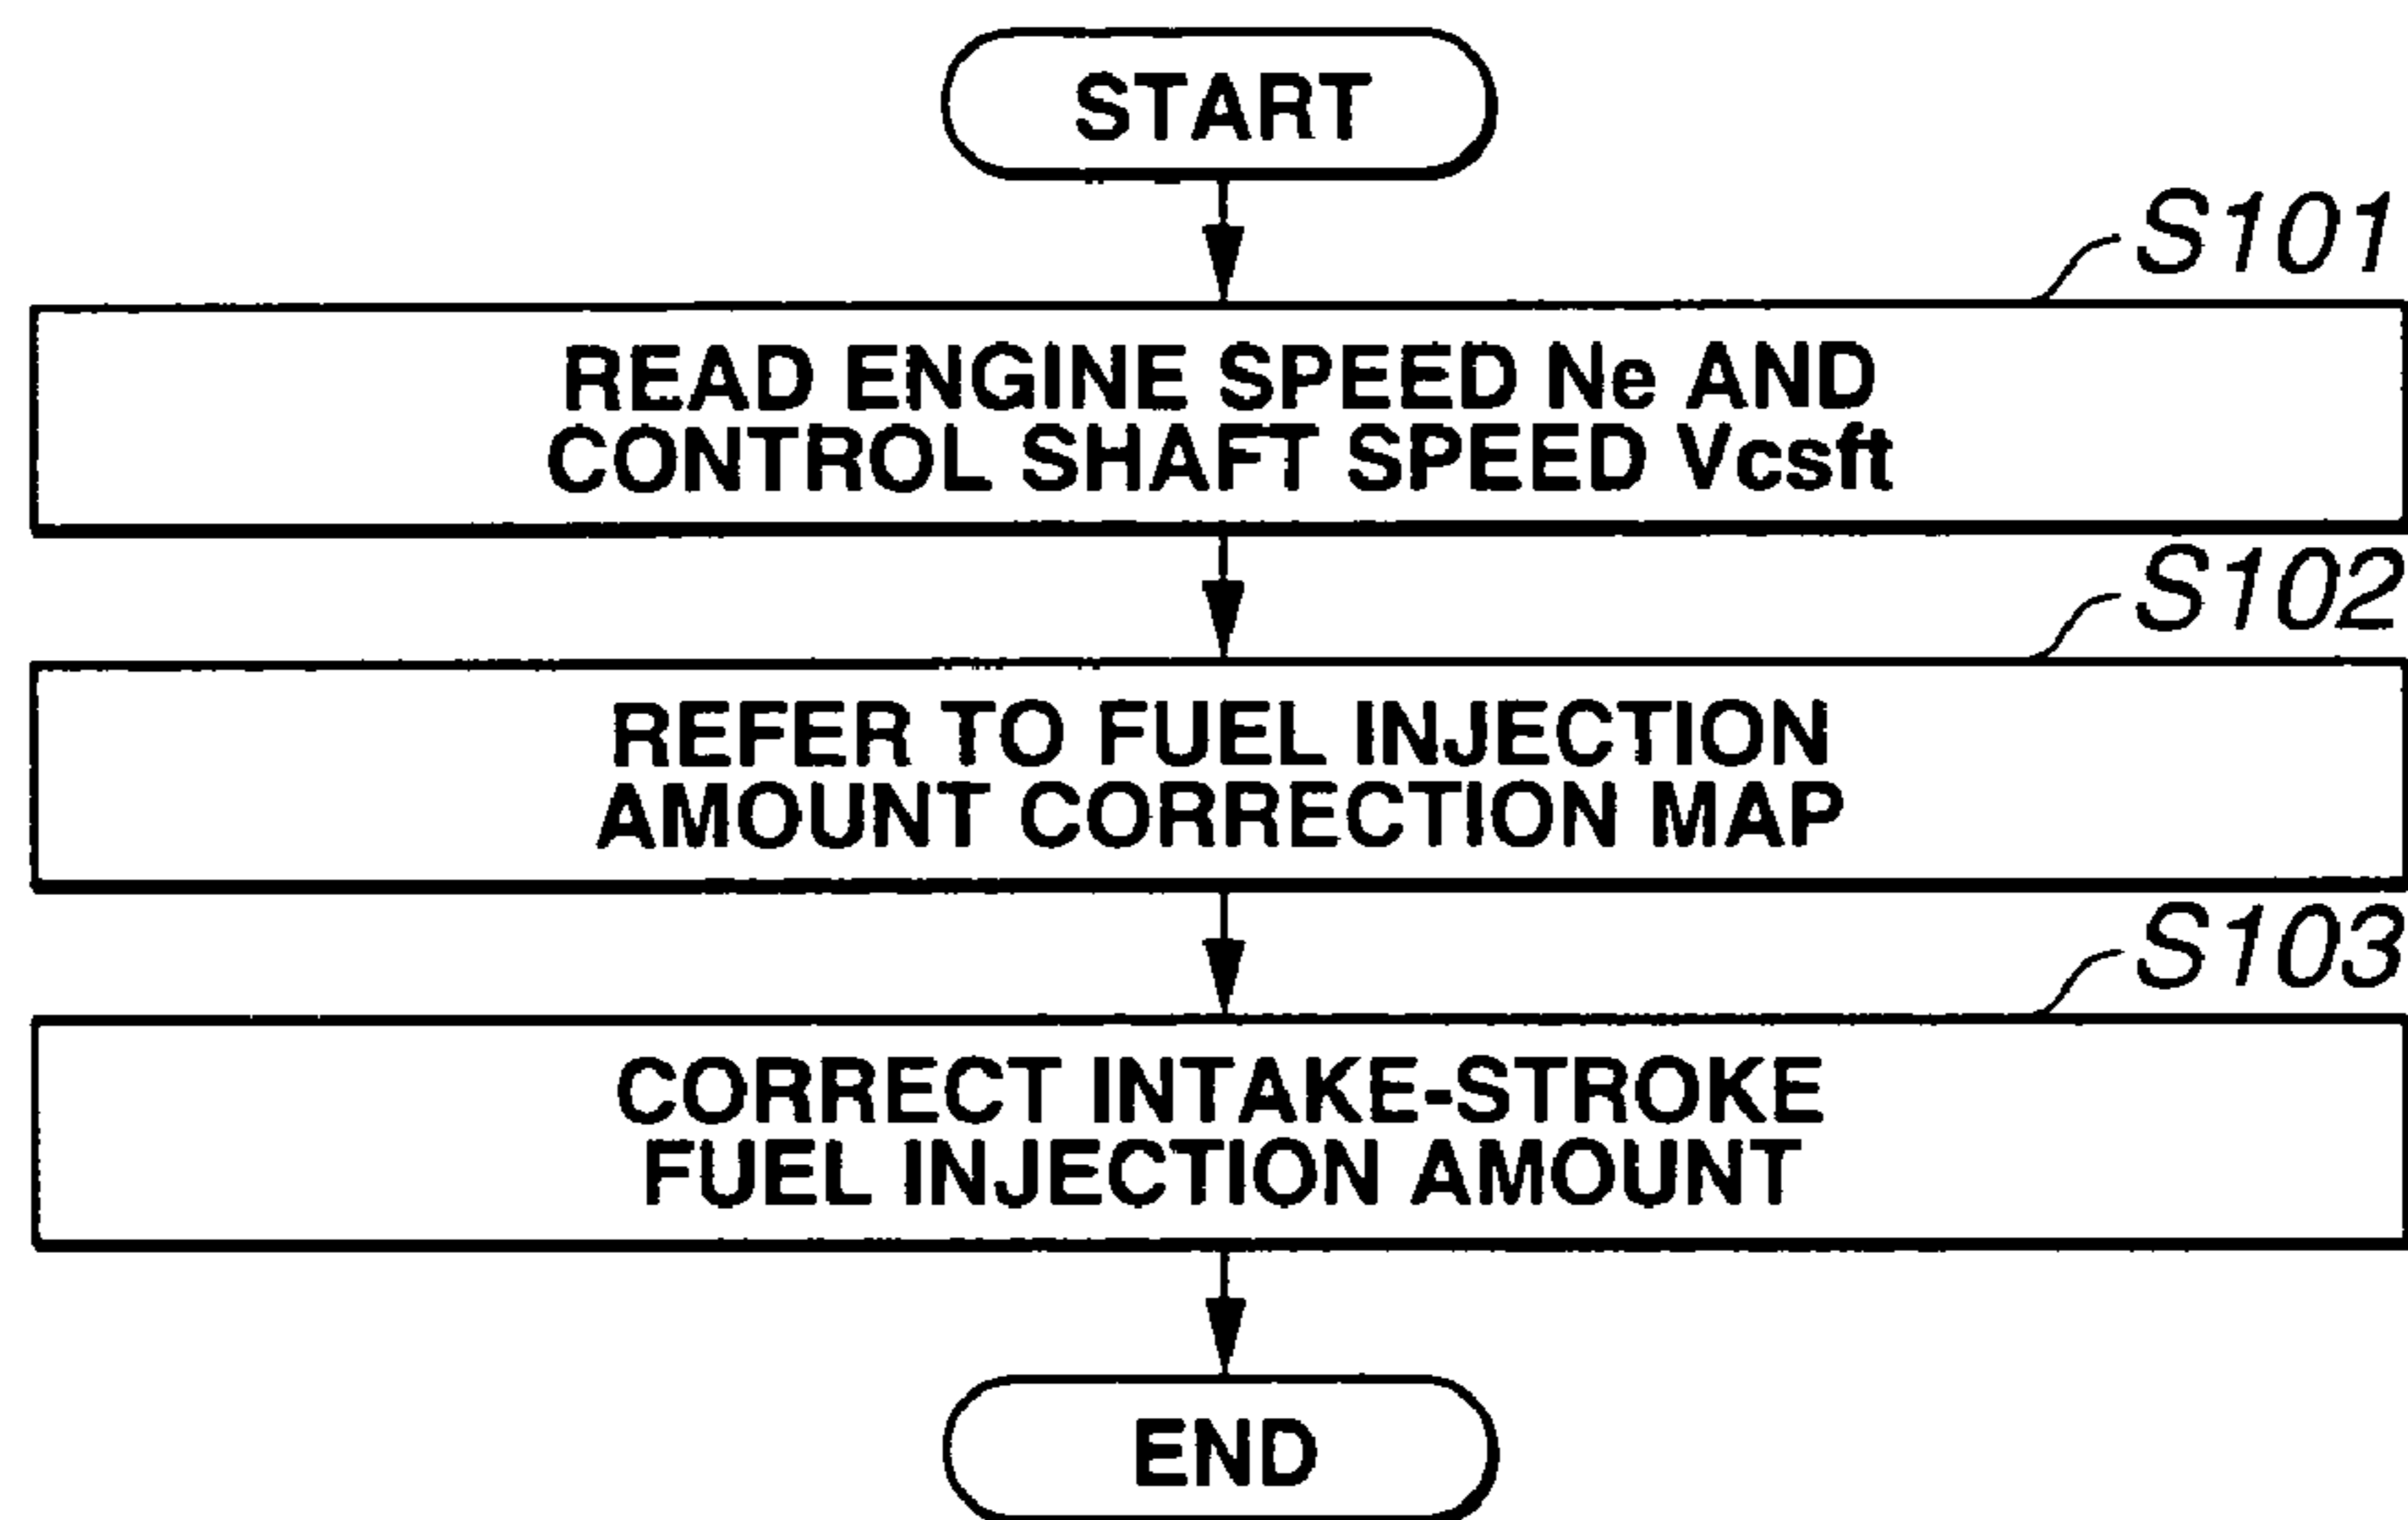 START
S101
READ ENGINE SPEED Ne AND
CONTROL SHAFT SPEED Vcsft
S102
REFER TO FUEL INJECTION
AMOUNT CORRECTION MAP
S103
CORRECT INTAKE-STROKE
FUEL INJECTION AMOUNT
END